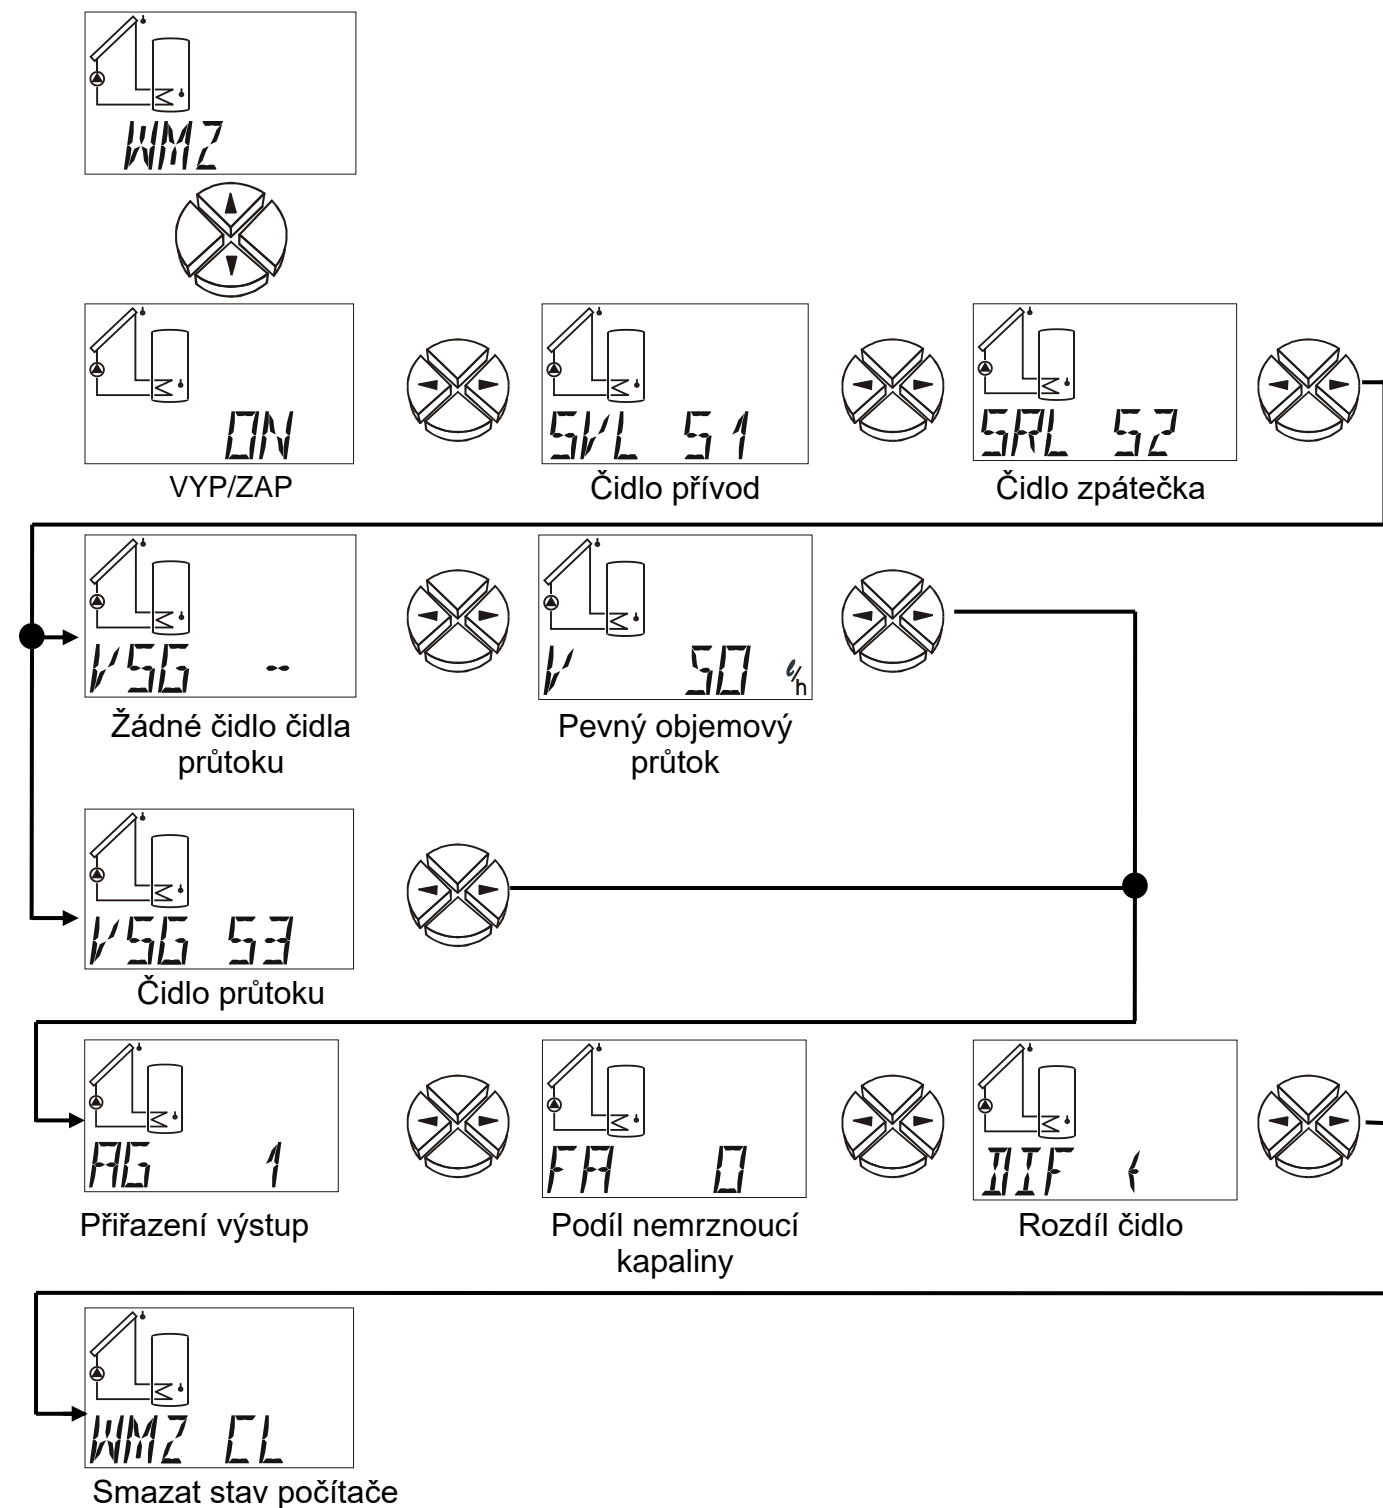 WMZ
ON
SVL S1
SRL S2
VYP/ZAP
Čidlo přívod
Čidlo zpátečka
VSG --
V 50 l/h
Žádné čidlo čidla
průtoku
Pevný objemový
průtok
VSG S3
Čidlo průtoku
AG 1
FA 0
DIF
Přiřazení výstup
Podíl nemrznoucí
kapaliny
Rozdíl čidlo
WMZ CL
Smazat stav počítače